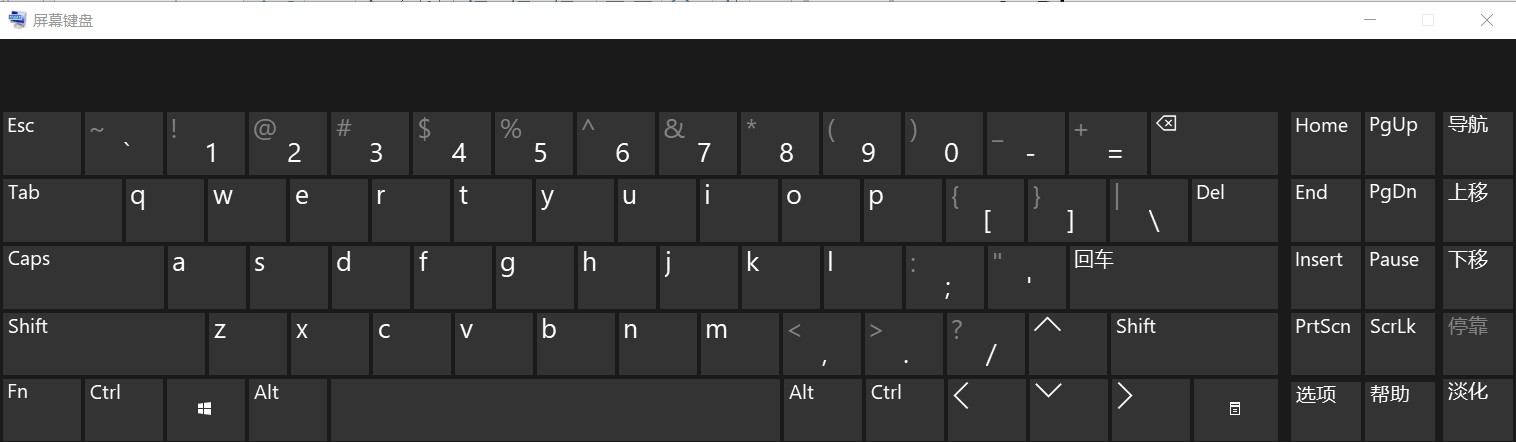 屏幕键盘
Esc ~ ` ! 1 @ 2 # 3 $ 4 % 5 ^ 6 & 7 * 8 ( 9 ) 0 _ - + = Home PgUp 导航
Tab q w e r t y u i o p { [ } ] | \ Del End PgDn 上移
Caps a s d f g h j k l : ; " ' 回车 Insert Pause 下移
Shift z x c v b n m < , > . ? / Shift PrtScn ScrLk 停靠
Fn Ctrl Alt Alt Ctrl 选项 帮助 淡化